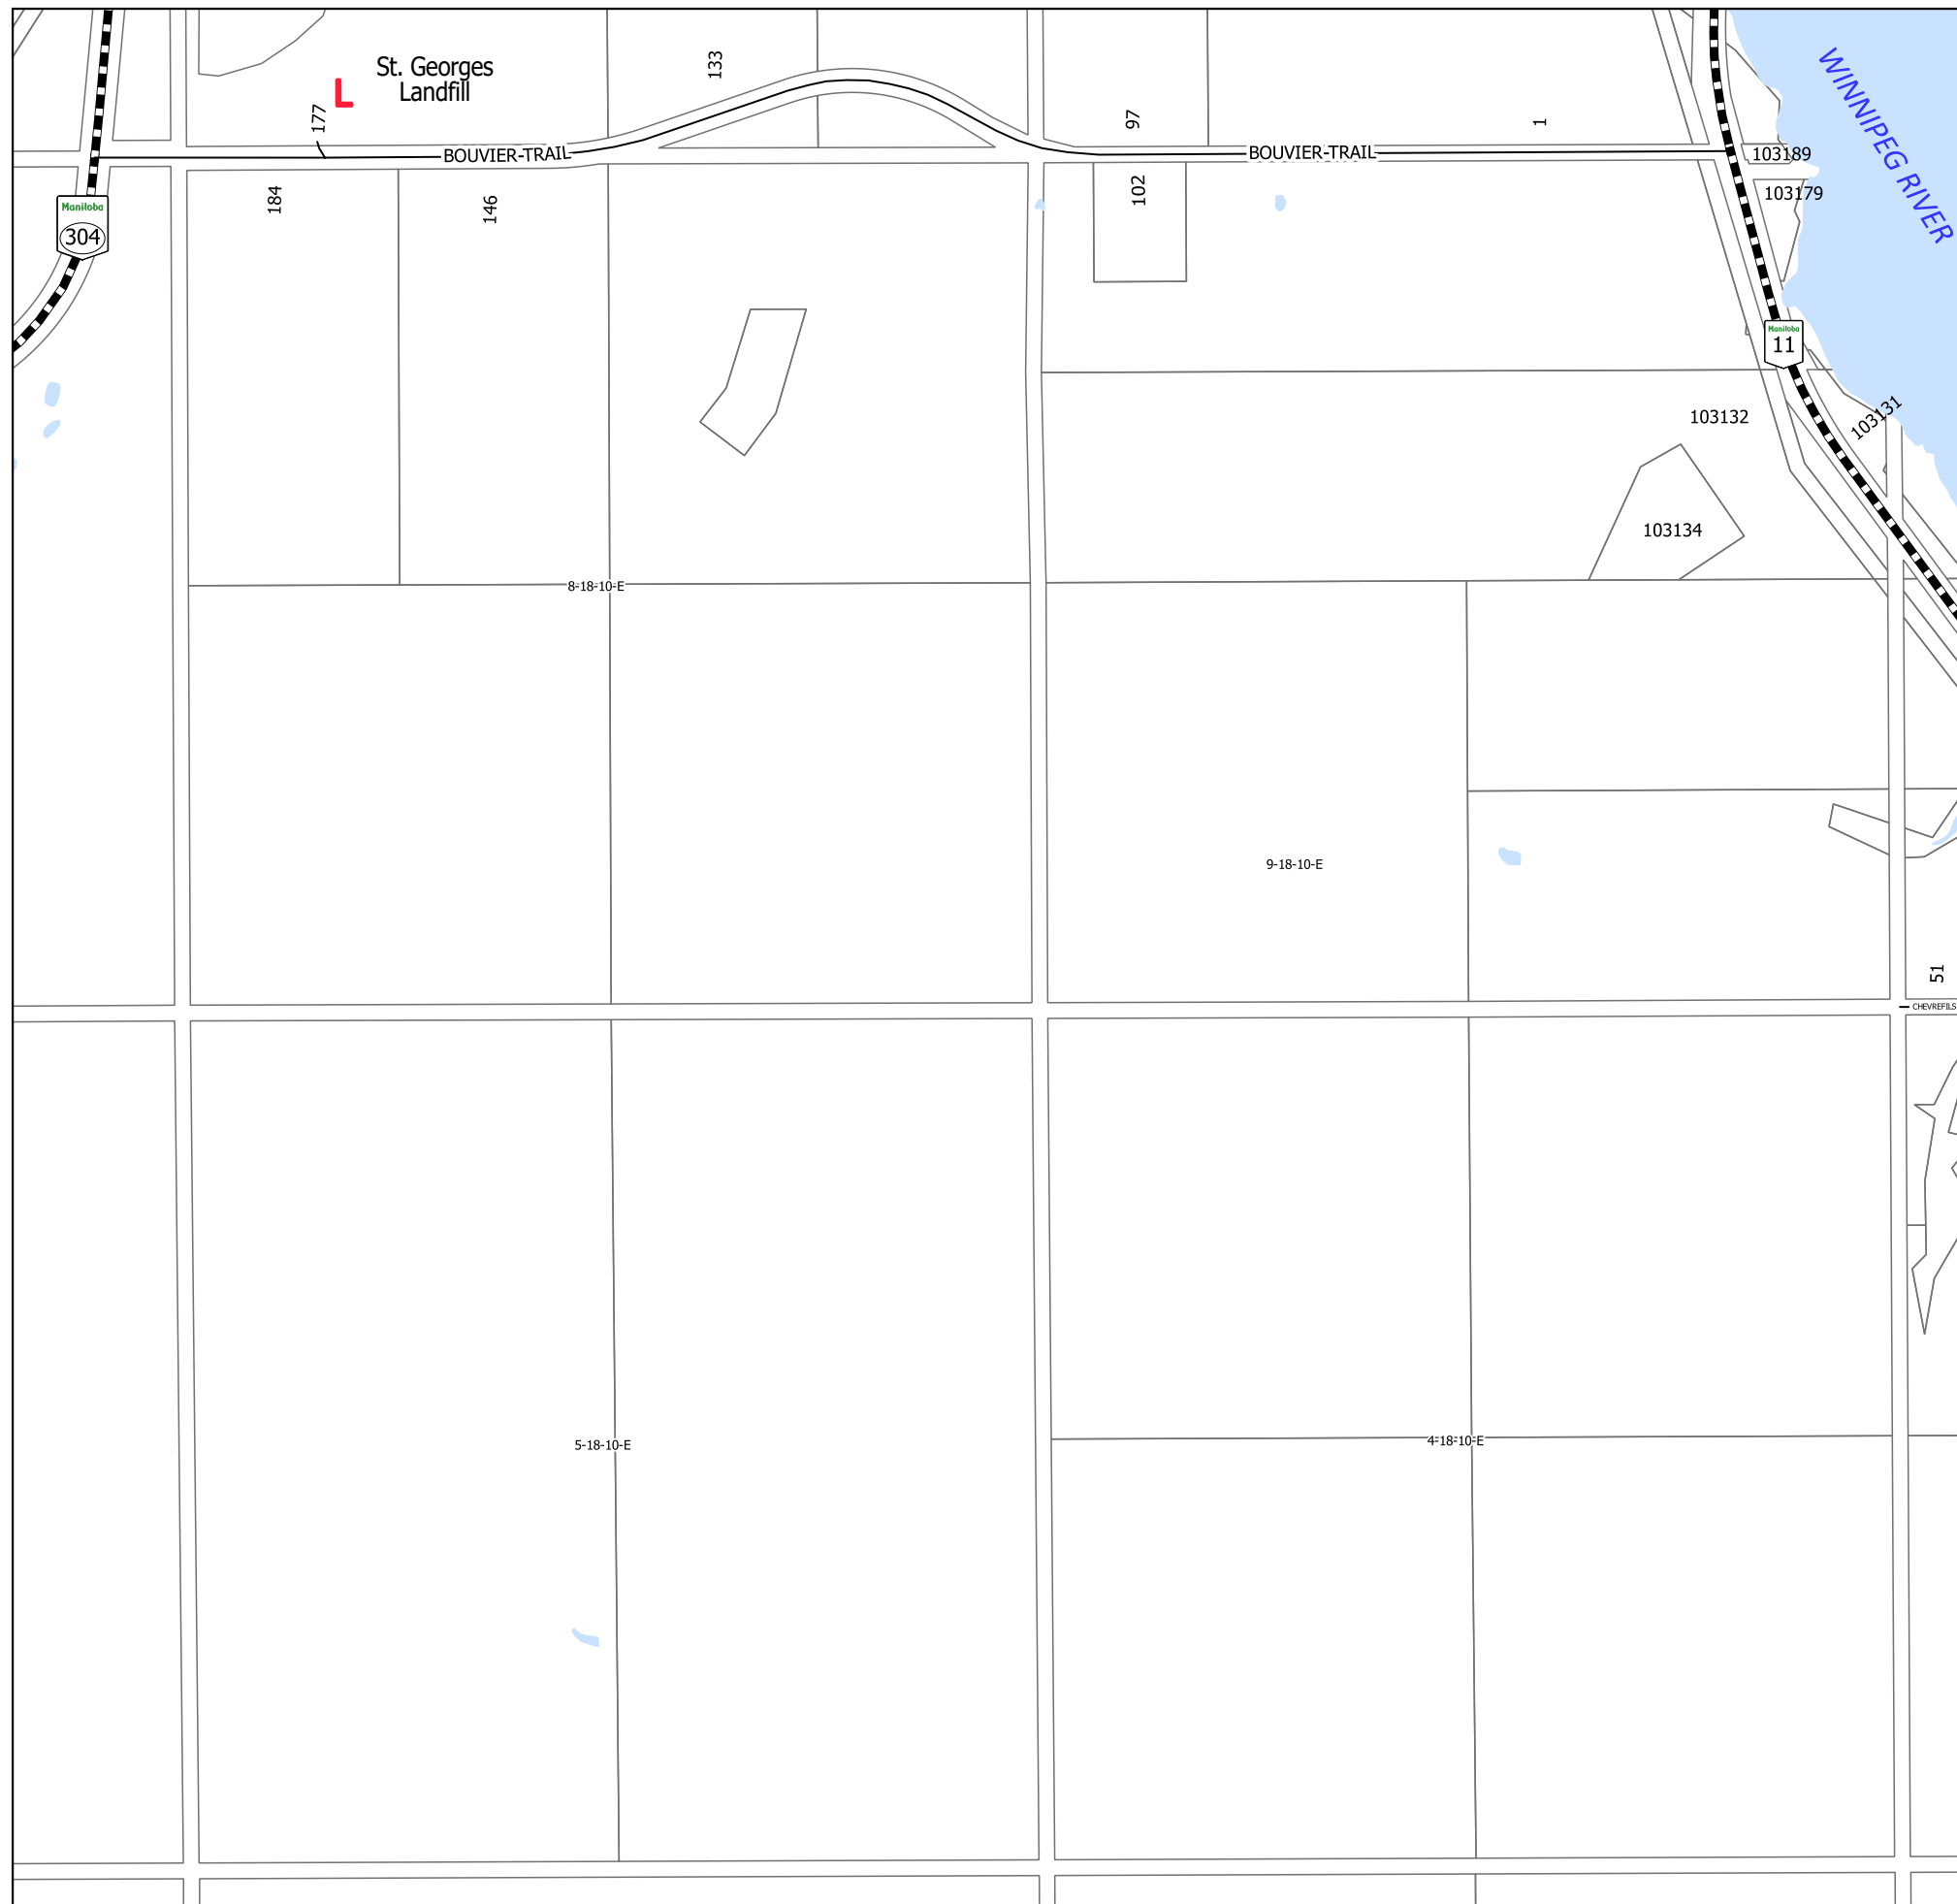 St. Georges
Landfill
L
133
177
97
1
WINNIPEG RIVER
BOUVIER-TRAIL
BOUVIER-TRAIL
103189
103179
184
146
102
Manitoba
304
Manitoba
11
103132
103131
103134
8-18-10-E
9-18-10-E
51
CHEVREFILS
5-18-10-E
4-18-10-E